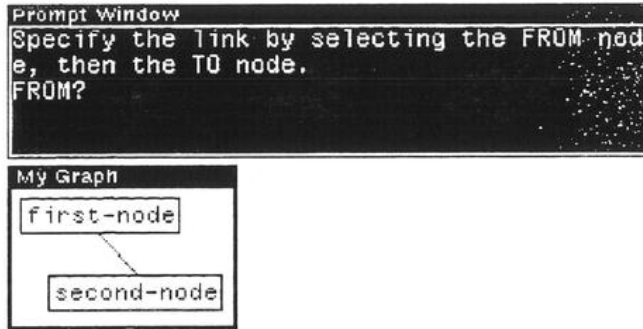 Prompt Window
Specify the link by selecting the FROM nod
e, then the TO node.
FROM?
My Graph
first-node
second-node